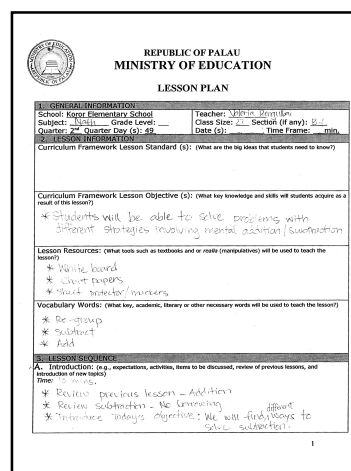 REPUBLIC OF PALAU
MINISTRY OF EDUCATION
LESSON PLAN
1. GENERAL INFORMATION
School: Koror Elementary School Teacher: Valeria
Subject: Math Grade Level: Class Size: Section (if any):
Quarter: 2nd Quarter Day (s): 49 Date (s): Time Frame: min.
2. LESSON INFORMATION
Curriculum Framework Lesson Standard (s): (What are the big ideas that students need to know?)
Curriculum Framework Lesson Objective (s): (What key knowledge and skills will students acquire as a
result of this lesson?)
* Students will be able to solve problems with
different strategies involving mental addition/subtraction
Lesson Resources: (What tools such as textbooks and or realia (manipulatives) will be used to teach the
lesson?)
* White board
* Chart papers
* Sheet protector/markers
Vocabulary Words: (What key, academic, literary or other necessary words will be used to teach the lesson?)
* Re-group
* Subtract
* Add
3. LESSON SEQUENCE
A. Introduction: (e.g., expectations, activities, items to be discussed, review of previous lessons, and
introduction of new topics)
Time: 15 mins.
* Review previous lesson - Addition
* Review subtraction - No borrowing
* Introduce Todays objective: We will find different ways to
solve subtraction.
1